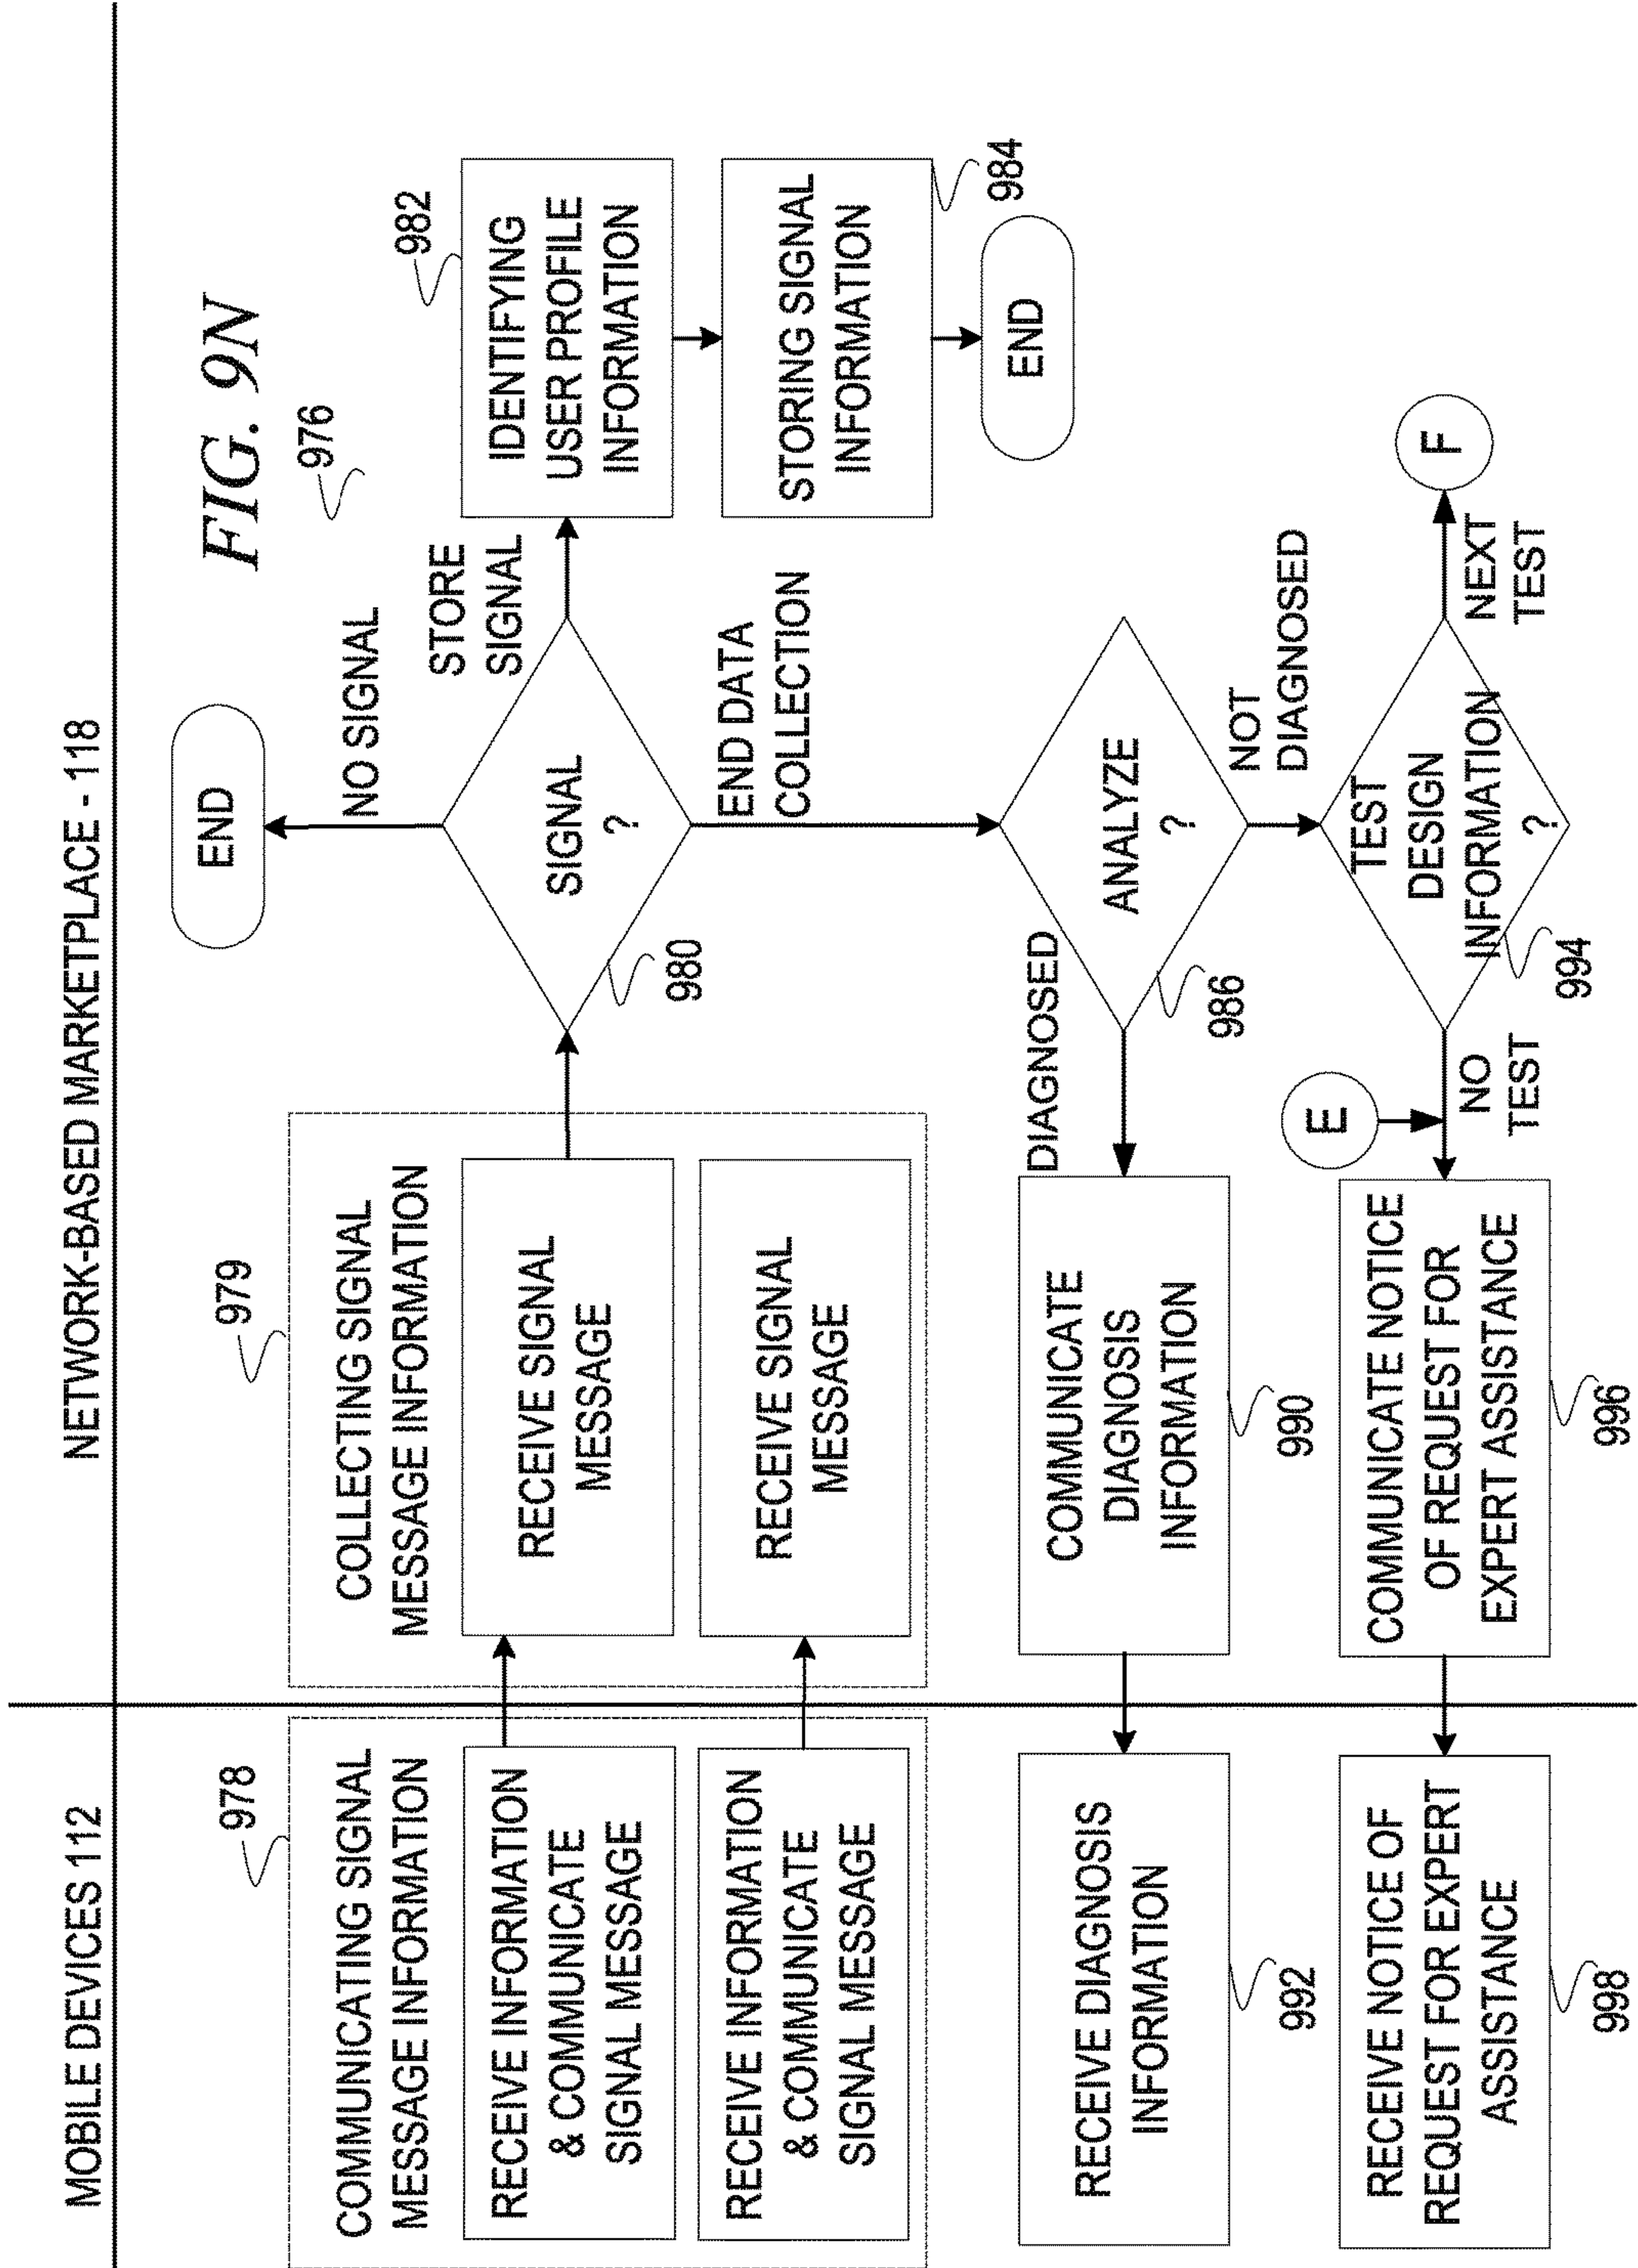 MOBILE DEVICES 112
NETWORK-BASED MARKETPLACE - 118
FIG. 9N
976
978
COMMUNICATING SIGNAL
MESSAGE INFORMATION
RECEIVE INFORMATION
& COMMUNICATE
SIGNAL MESSAGE
RECEIVE INFORMATION
& COMMUNICATE
SIGNAL MESSAGE
979
COLLECTING SIGNAL
MESSAGE INFORMATION
RECEIVE SIGNAL
MESSAGE
RECEIVE SIGNAL
MESSAGE
END
NO SIGNAL
SIGNAL
?
980
STORE
SIGNAL
982
IDENTIFYING
USER PROFILE
INFORMATION
STORING SIGNAL
INFORMATION
984
END
END DATA
COLLECTION
ANALYZE
?
986
DIAGNOSED
COMMUNICATE
DIAGNOSIS
INFORMATION
990
RECEIVE DIAGNOSIS
INFORMATION
992
NOT
DIAGNOSED
TEST
DESIGN
INFORMATION
?
994
NEXT
TEST
F
NO
TEST
E
COMMUNICATE NOTICE
OF REQUEST FOR
EXPERT ASSISTANCE
996
RECEIVE NOTICE OF
REQUEST FOR EXPERT
ASSISTANCE
998